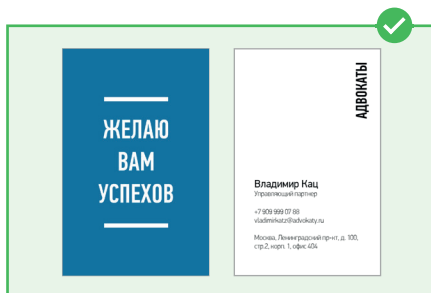 ЖЕЛАЮ
ВАМ
УСПЕХОВ
АДВОКАТЫ
Владимир Кац
Управляющий партнер
+7 909 999 07 88
vladimirkatz@advokaty.ru
Москва, Ленинградский пр-кт, д. 100,
стр.2, корп. 1, офис 404